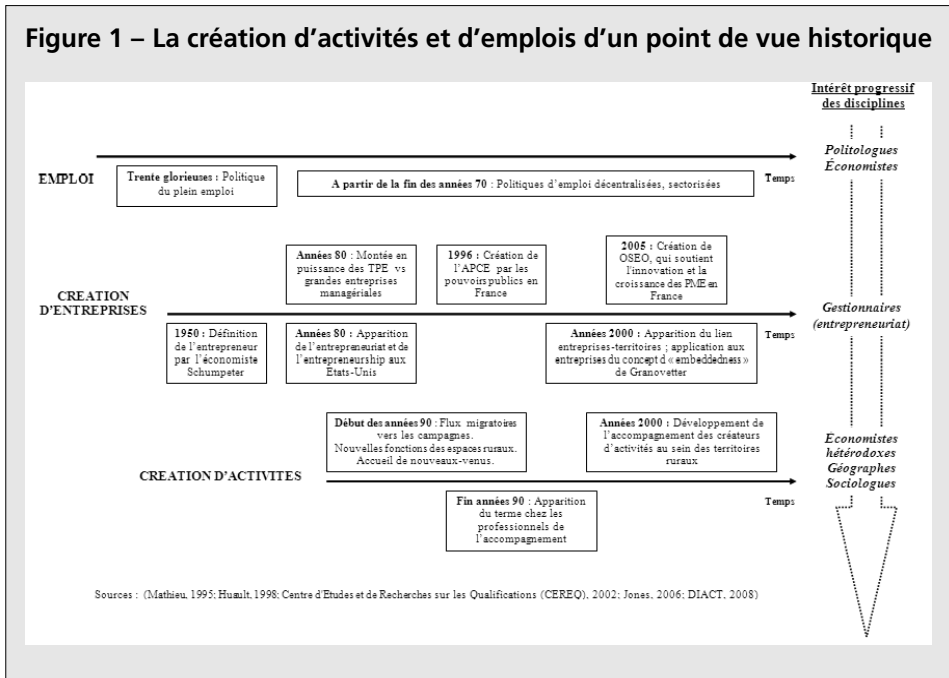 Figure 1 – La création d’activités et d’emplois d’un point de vue historique
Intérêt progressif
des disciplines
Politologues
Économistes
EMPLOI
Trente glorieuses : Politique
du plein emploi
A partir de la fin des années 70 : Politiques d’emploi décentralisées, sectorisées
Temps
Années 80 : Montée en
puissance des TPE vs
grandes entreprises
managériales
1996 : Création de
l’APCE par les
pouvoirs publics en
France
2005 : Création de
OSEO, qui soutient
l'innovation et la
croissance des PME en
France
CREATION
D’ENTREPRISES
Gestionnaires
(entrepreneuriat)
1950 : Définition
de l’entrepreneur
par l’économiste
Schumpeter
Années 80 : Apparition
de l’entrepreneuriat et de
l’entrepreneurship aux
Etats-Unis
Années 2000 : Apparition du lien
entreprises-territoires ; application aux
entreprises du concept d « embeddedness »
de Granovetter
Temps
Début des années 90 : Flux migratoires
vers les campagnes.
Nouvelles fonctions des espaces ruraux.
Accueil de nouveaux-venus.
Années 2000 : Développement de
l’accompagnement des créateurs
d’activités au sein des territoires
ruraux
Économistes
hétérodoxes
Géographes
Sociologues
CREATION D’ACTIVITES
Temps
Fin années 90 : Apparition
du terme chez les
professionnels de
l’accompagnement
Sources : (Mathieu, 1995; Huault, 1998; Centre d'Etudes et de Recherches sur les Qualifications (CEREQ), 2002; Jones, 2006; DIACT, 2008)